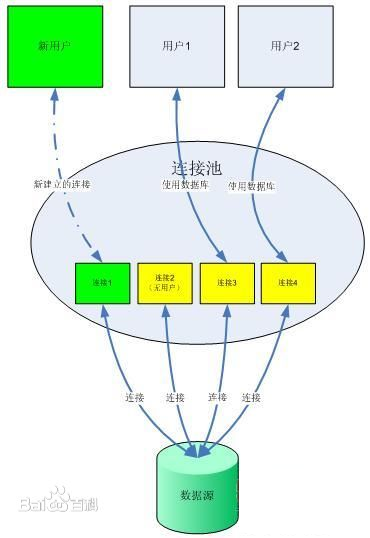 新用户
用户1
用户2
连接池
新建立的连接
使用数据库
使用数据库
连接1
连接2
（无用户）
连接3
连接4
连接
连接
连接
连接
数据源
Baidu百科